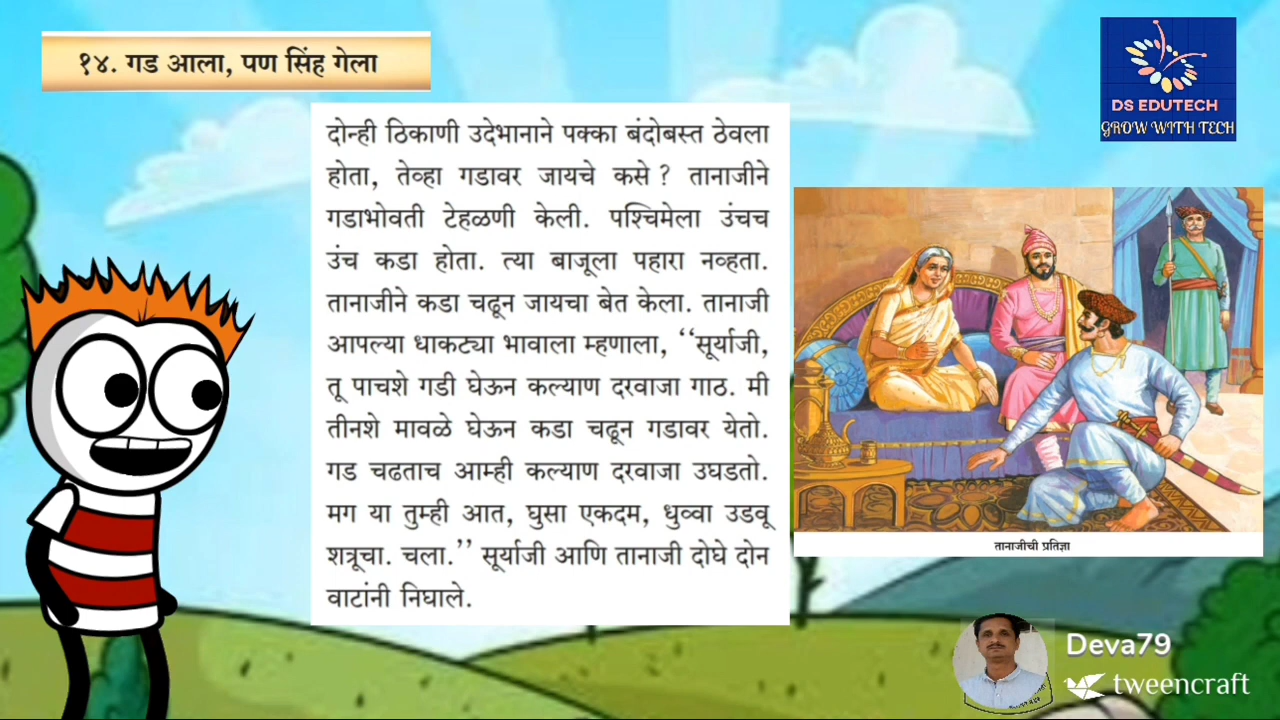 १४. गड आला, पण सिंह गेला
DS EDUTECH
GROW WITH TECH
दोन्ही ठिकाणी उदेभानाने पक्का बंदोबस्त ठेवला
होता, तेव्हा गडावर जायचे कसे ? तानाजीने
गडाभोवती टेहळणी केली. पश्चिमेला उंचच
उंच कडा होता. त्या बाजूला पहारा नव्हता.
तानाजीने कडा चढून जायचा बेत केला. तानाजी
आपल्या धाकट्या भावाला म्हणाला, ‘‘सूर्याजी,
तू पाचशे गडी घेऊन कल्याण दरवाजा गाठ. मी
तीनशे मावळे घेऊन कडा चढून गडावर येतो.
गड चढताच आम्ही कल्याण दरवाजा उघडतो.
मग या तुम्ही आत, घुसा एकदम, धुव्वा उडवू
शत्रूचा. चला.’’ सूर्याजी आणि तानाजी दोघे दोन
वाटांनी निघाले.
तानाजीची प्रतिज्ञा
Deva79
tweencraft